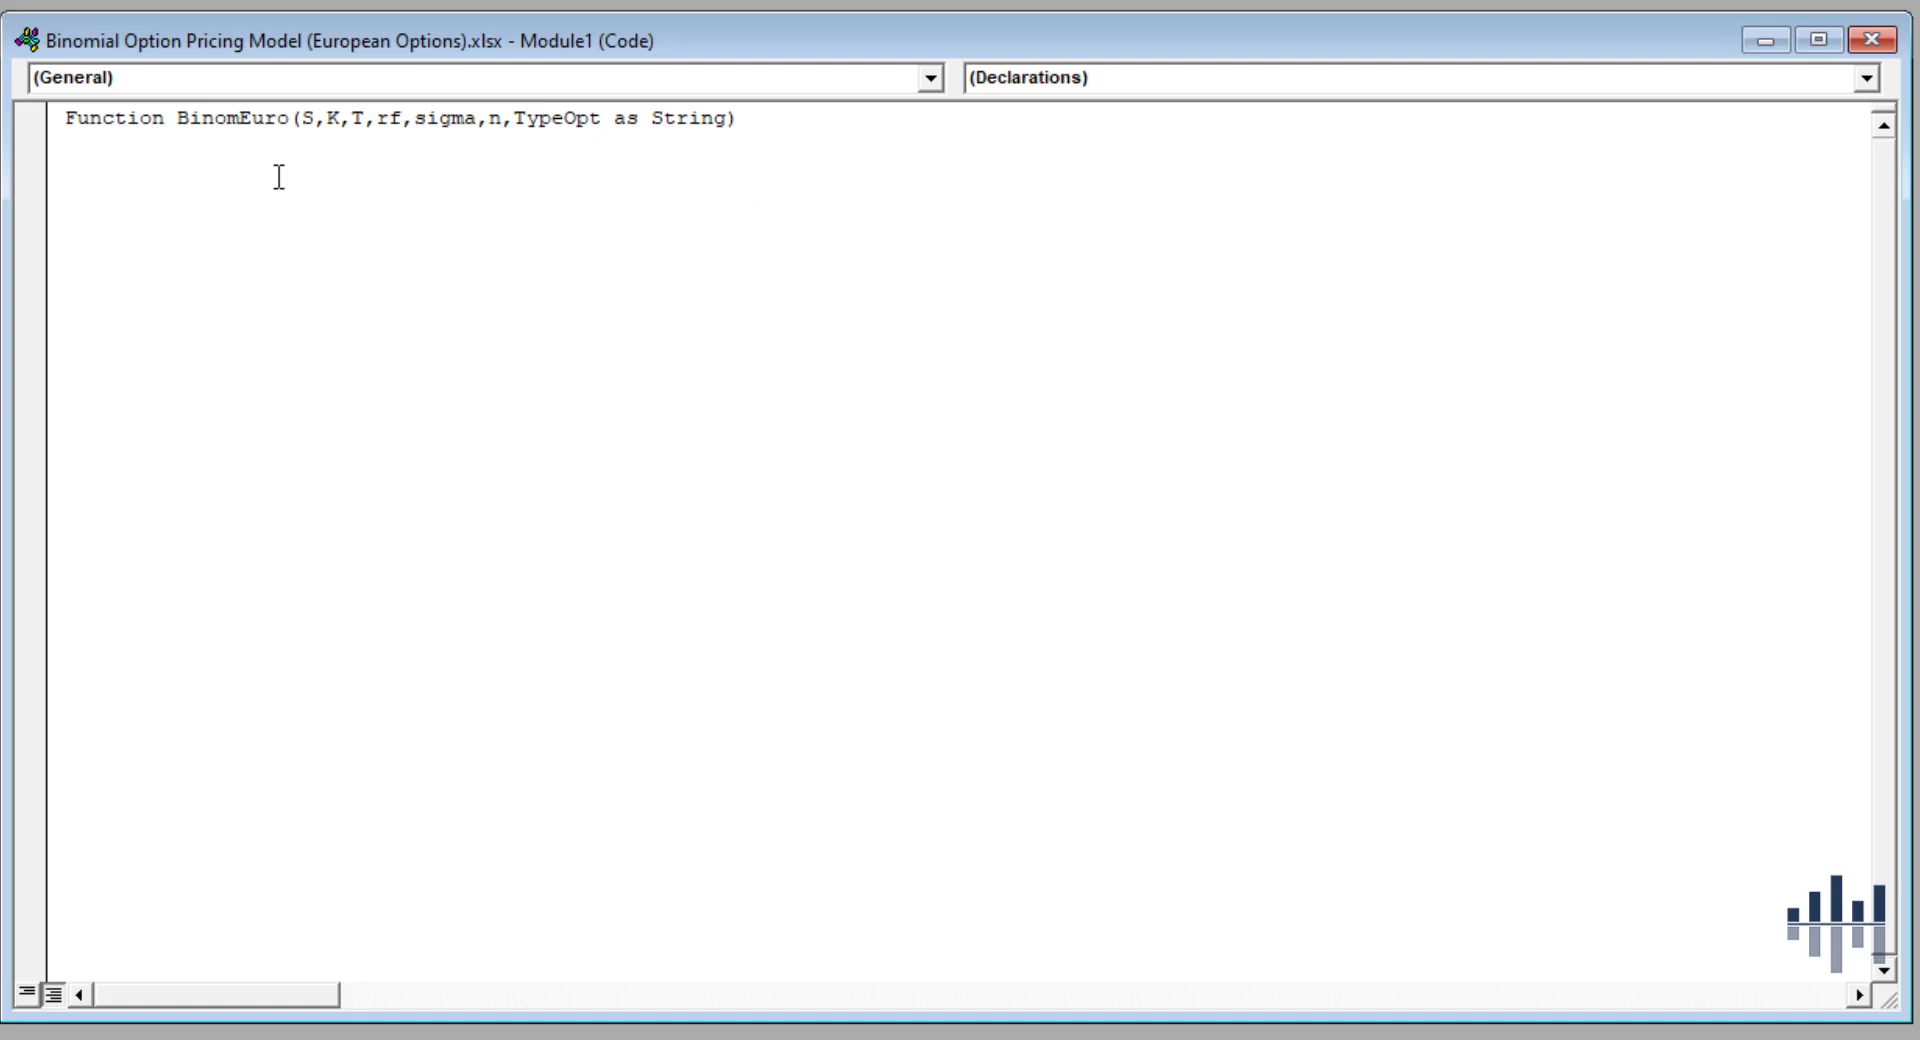 Binomial Option Pricing Model (European Options).xlsx - Module1 (Code)
(General)
(Declarations)
Function BinomEuro(S,K,T,rf,sigma,n,TypeOpt as String)